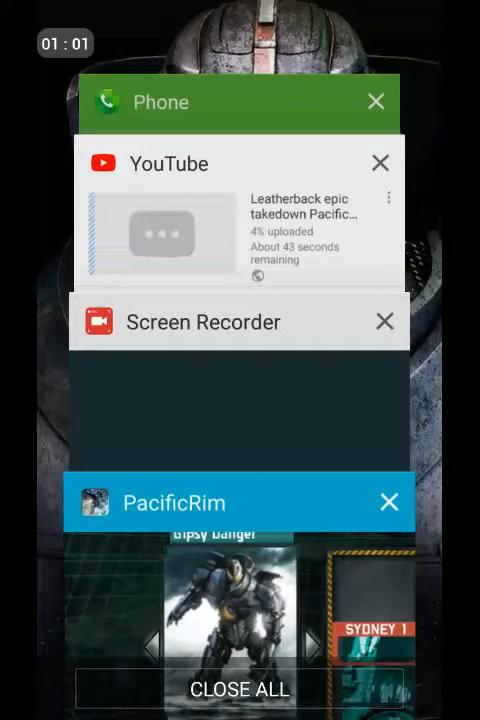 01 : 01
Phone
YouTube
Leatherback epic
takedown Pacific...
4% uploaded
About 43 seconds
remaining
Screen Recorder
PacificRim
Gipsy Danger
SYDNEY 1
CLOSE ALL